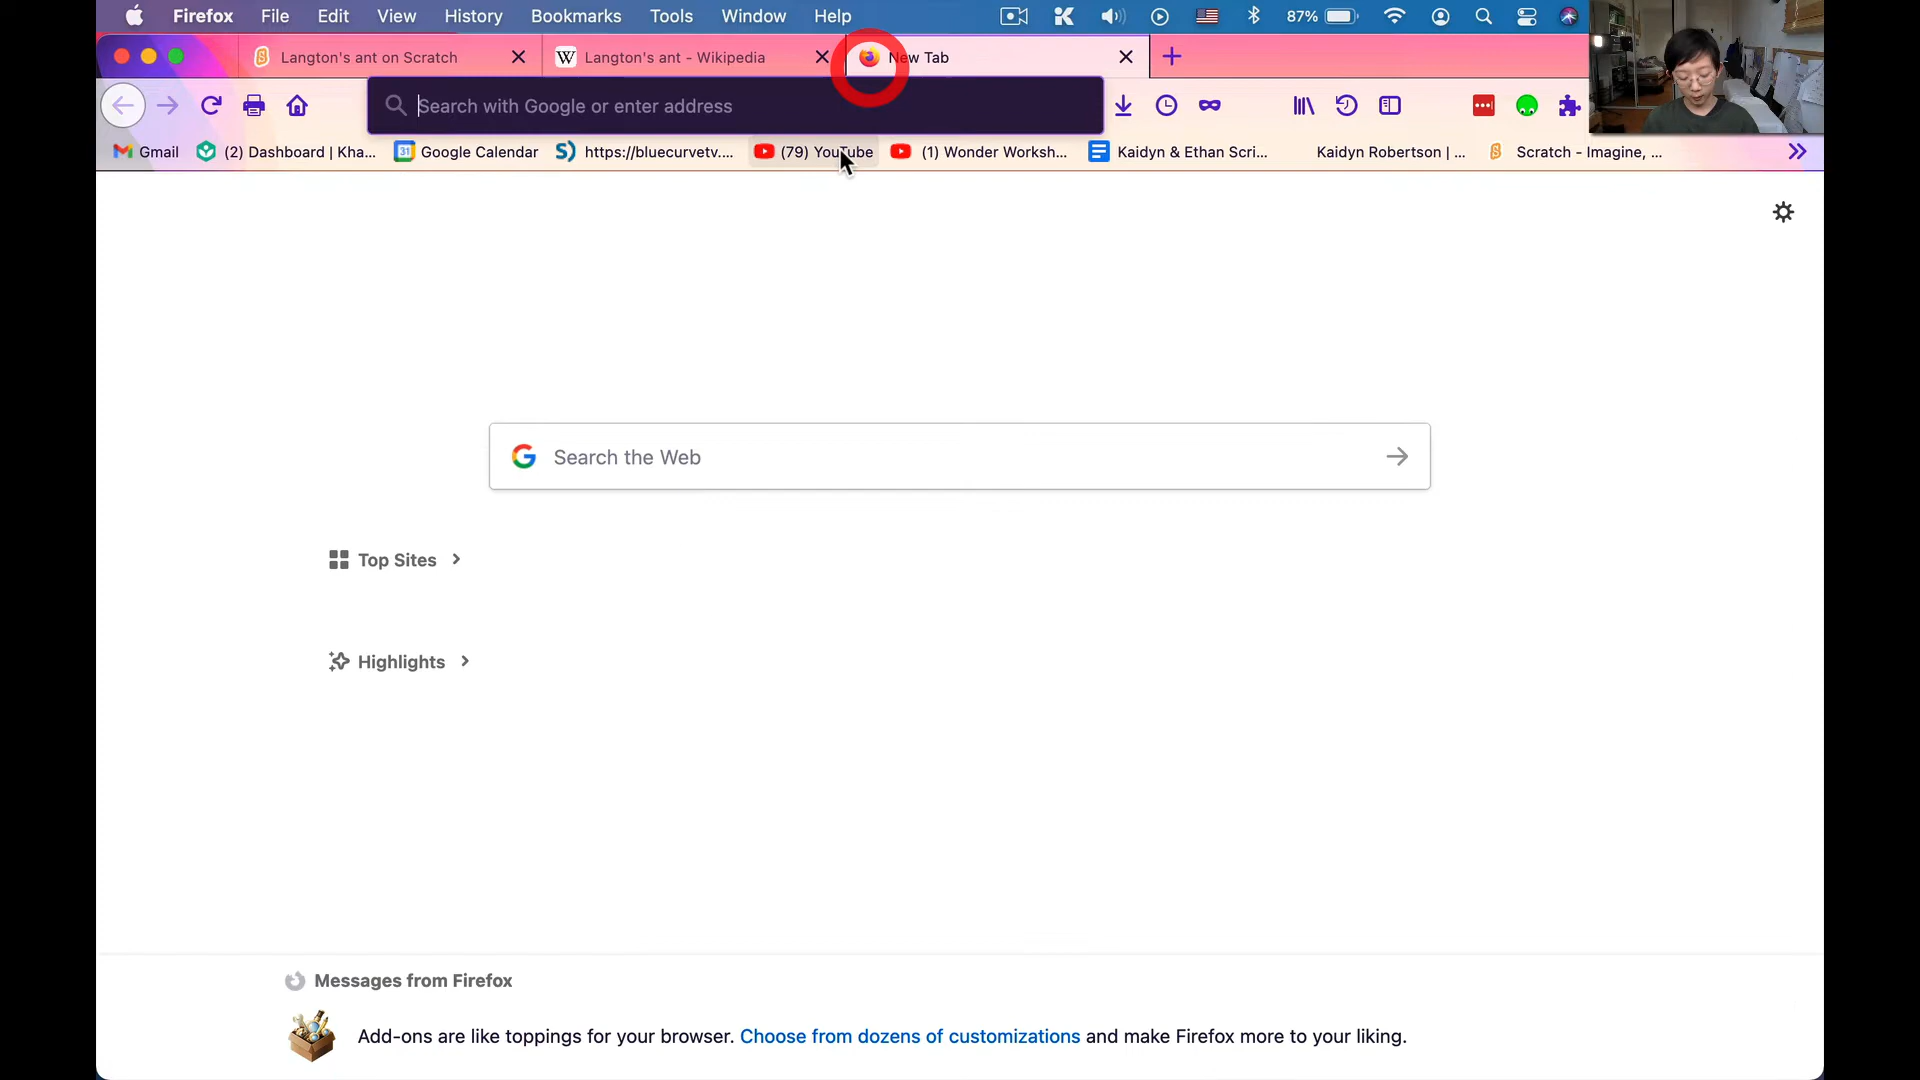 Firefox File Edit View History Bookmarks Tools Window Help 87%
Langton's ant on Scratch W Langton's ant - Wikipedia New Tab
Search with Google or enter address
Gmail (2) Dashboard | Kha... 31 Google Calendar https://bluecurvetv.... (79) YouTube (1) Wonder Worksh... Kaidyn & Ethan Scri... Kaidyn Robertson | ... Scratch - Imagine, ...
Search the Web
Top Sites
Highlights
Messages from Firefox
Add-ons are like toppings for your browser. Choose from dozens of customizations and make Firefox more to your liking.